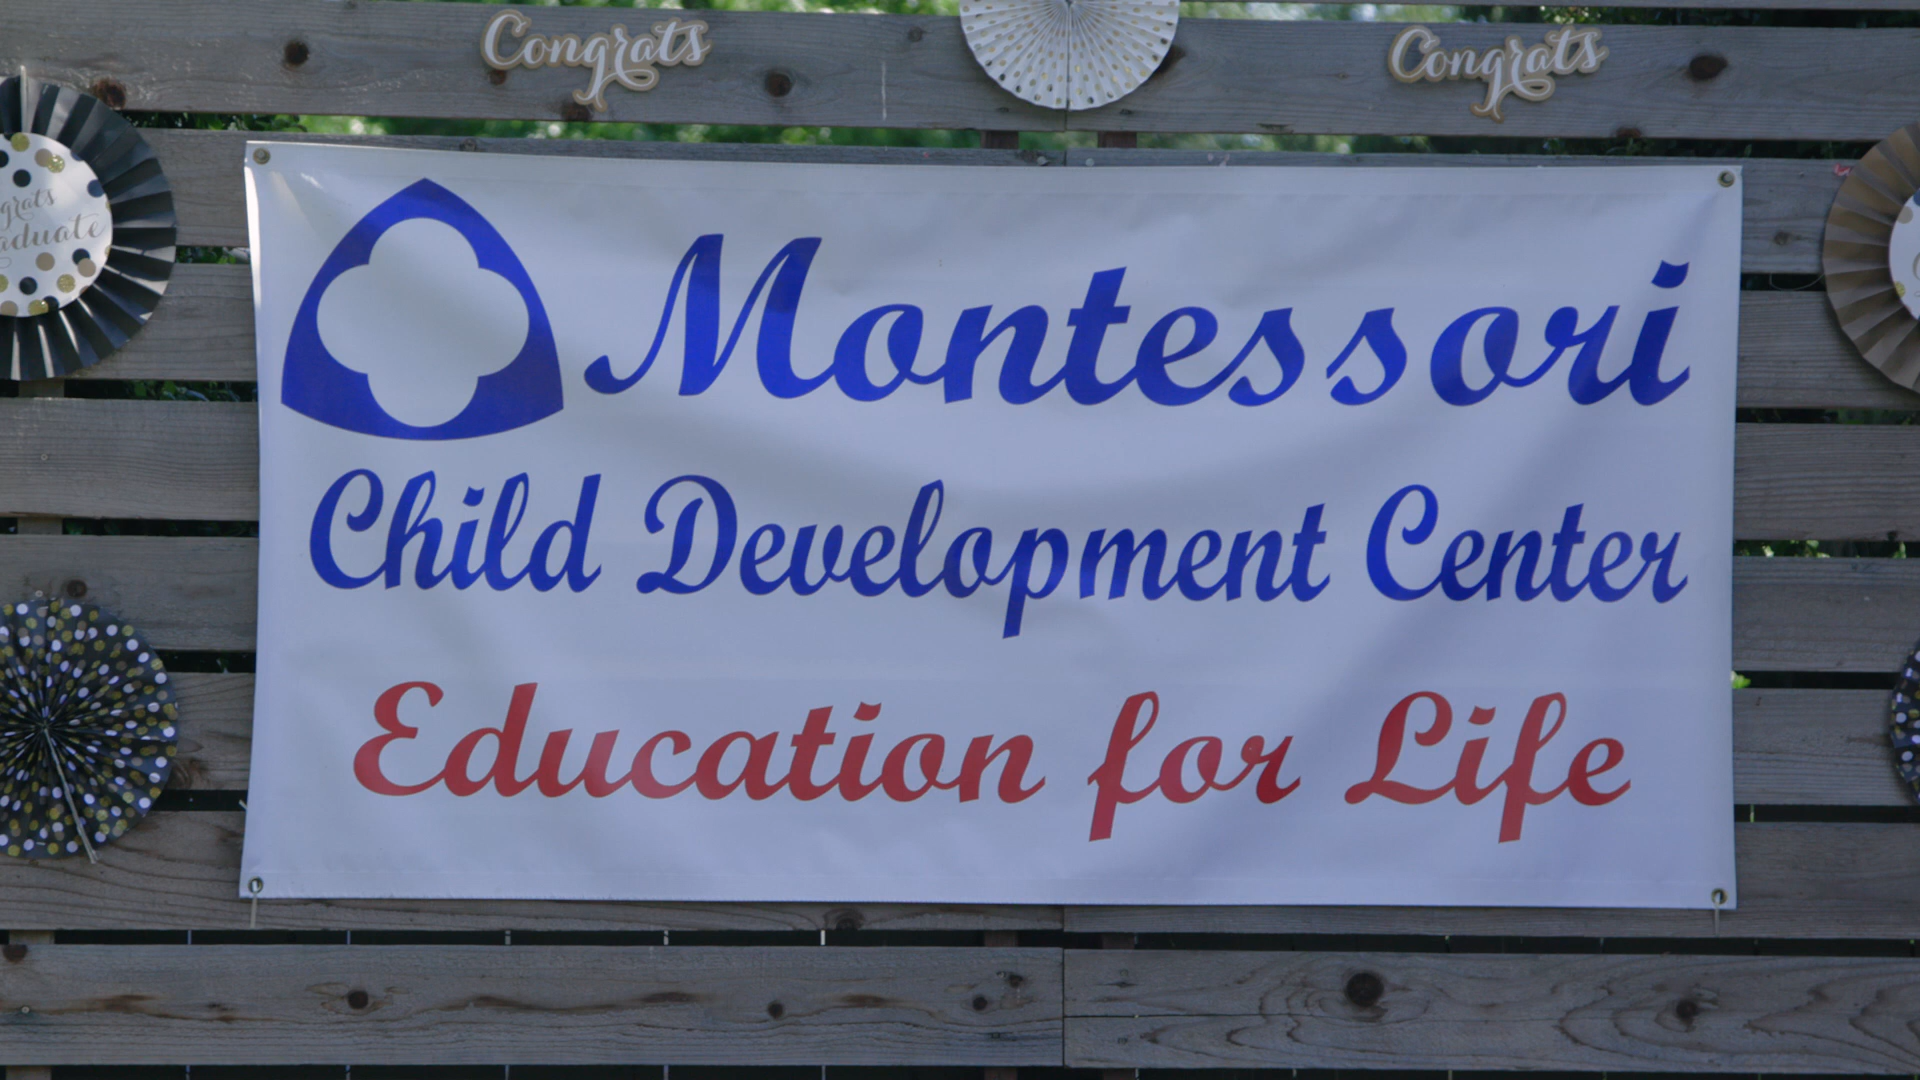 Congrats
Congrats
Montessori
Child Development Center
Education for Life